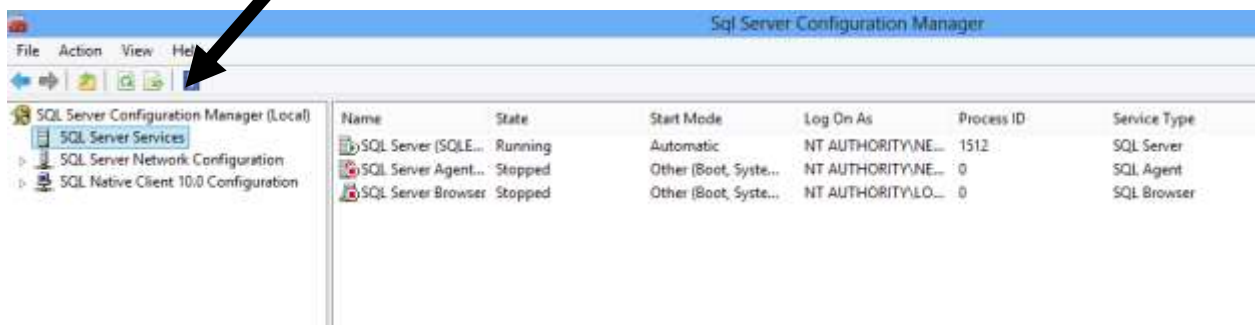 Sql Server Configuration Manager
File Action View Hel
SQL Server Configuration Manager (Local)
SQL Server Services
SQL Server Network Configuration
SQL Native Client 10.0 Configuration
Name State Start Mode Log On As Process ID Service Type
SQL Server (SQLE... Running Automatic NT AUTHORITY\NE... 1512 SQL Server
SQL Server Agent... Stopped Other (Boot, Syste... NT AUTHORITY\NE... 0 SQL Agent
SQL Server Browser Stopped Other (Boot, Syste... NT AUTHORITY\LO... 0 SQL Browser